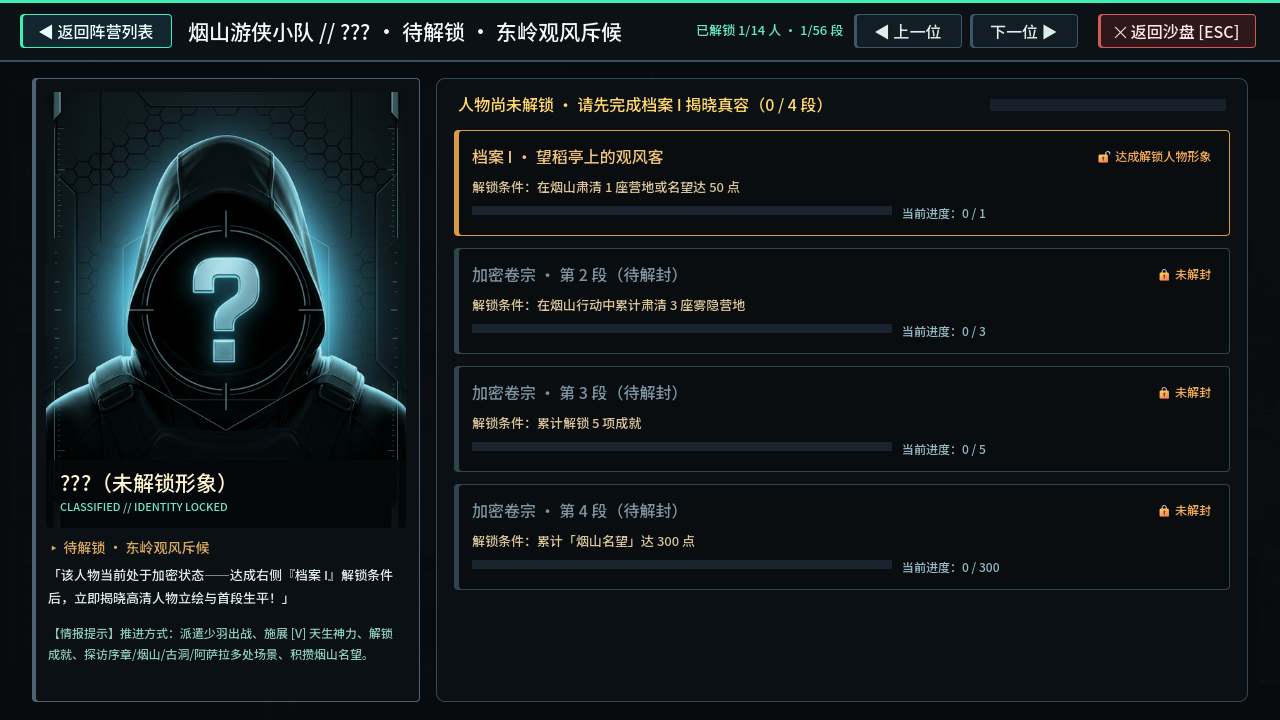 ◀ 返回阵营列表
烟山游侠小队 // ??? · 待解锁 · 东岭观风斥候
已解锁 1/14 人 · 1/56 段
◀ 上一位
下一位 ▶
✕ 返回沙盘 [ESC]
?
???（未解锁形象）
CLASSIFIED // IDENTITY LOCKED
▸ 待解锁 · 东岭观风斥候
「该人物当前处于加密状态——达成右侧『档案 I』解锁条件
后，立即揭晓高清人物立绘与首段生平！」
【情报提示】推进方式：派遣少羽出战、施展 [V] 天生神力、解锁
成就、探访序章/烟山/古洞/阿萨拉多处场景、积攒烟山名望。
人物尚未解锁 · 请先完成档案 I 揭晓真容（0 / 4 段）
档案 I · 望稻亭上的观风客
🔓 达成解锁人物形象
解锁条件：在烟山肃清 1 座营地或名望达 50 点
当前进度：0 / 1
加密卷宗 · 第 2 段（待解封）
🔒 未解封
解锁条件：在烟山行动中累计肃清 3 座雾隐营地
当前进度：0 / 3
加密卷宗 · 第 3 段（待解封）
🔒 未解封
解锁条件：累计解锁 5 项成就
当前进度：0 / 5
加密卷宗 · 第 4 段（待解封）
🔒 未解封
解锁条件：累计「烟山名望」达 300 点
当前进度：0 / 300